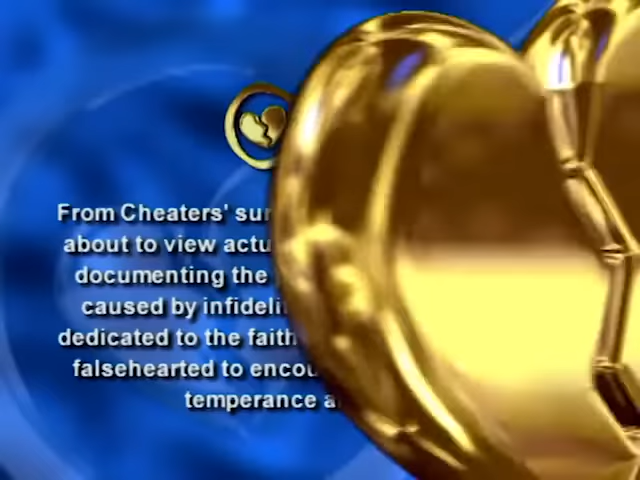 From Cheaters' sur
about to view actu
documenting the
caused by infideli
dedicated to the faith
falsehearted to encou
temperance a